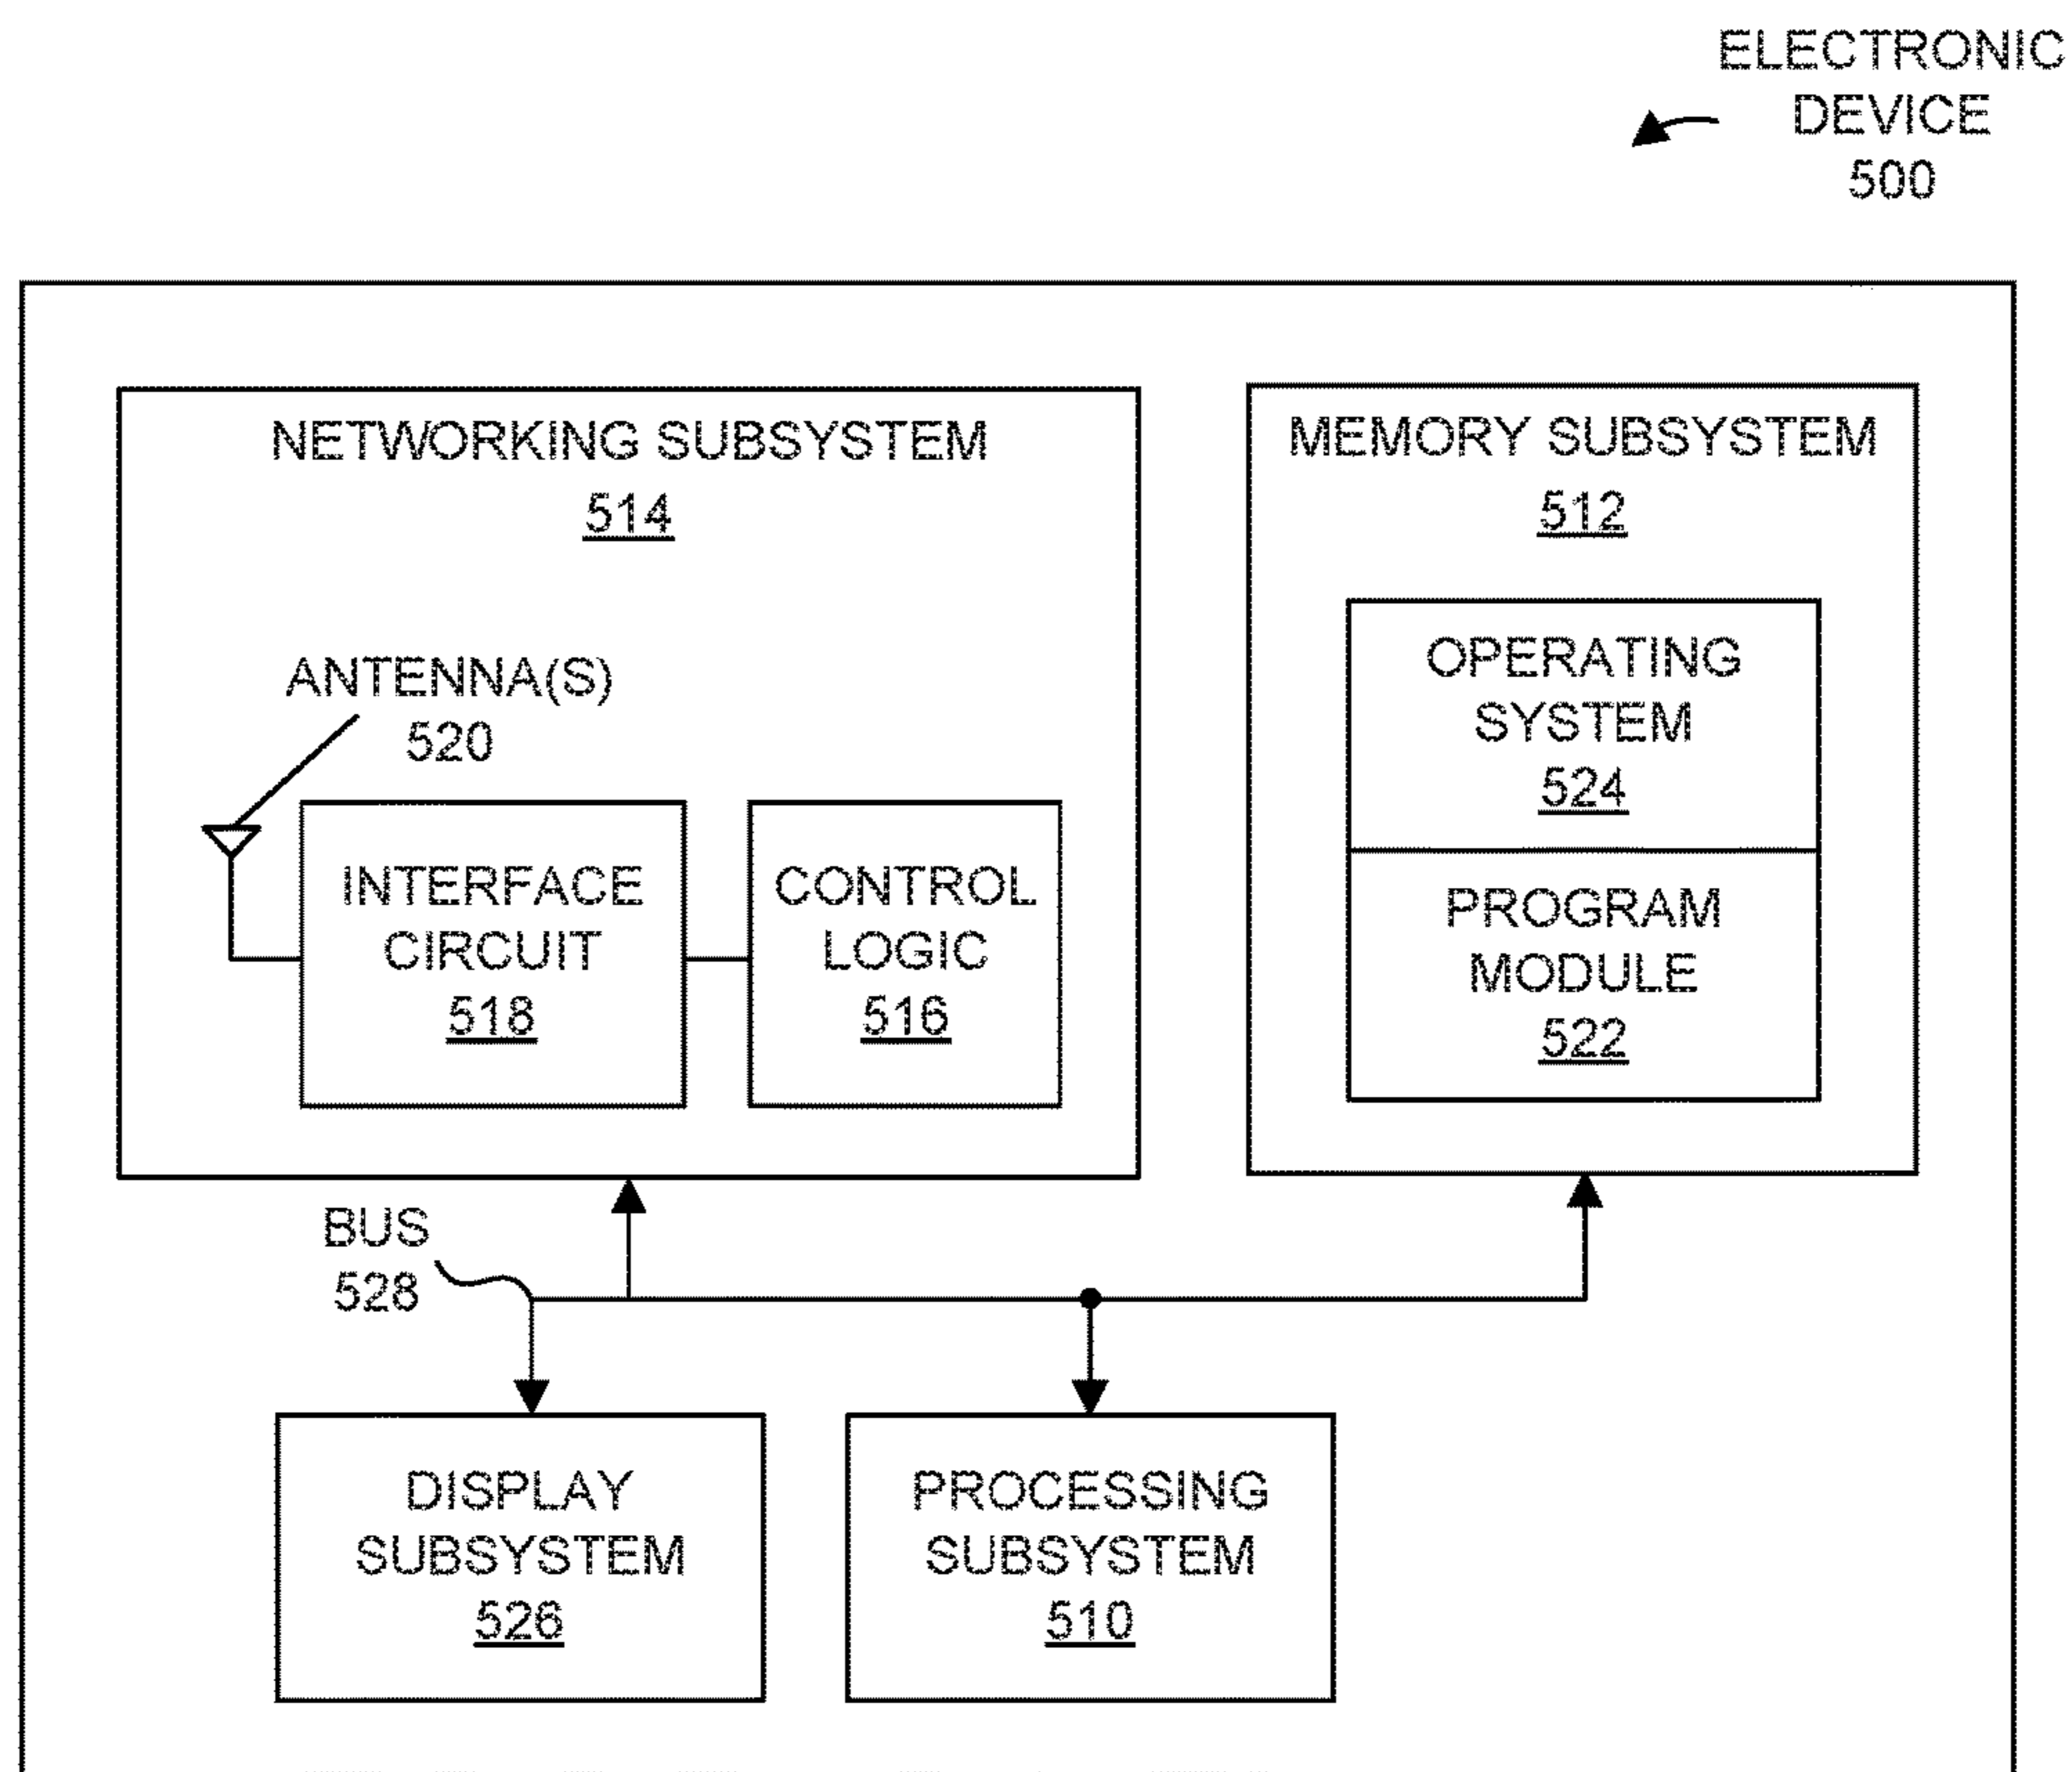 ELECTRONIC
DEVICE
500
NETWORKING SUBSYSTEM
514
MEMORY SUBSYSTEM
512
ANTENNA(S)
520
INTERFACE
CIRCUIT
518
CONTROL
LOGIC
516
OPERATING
SYSTEM
524
PROGRAM
MODULE
522
BUS
528
DISPLAY
SUBSYSTEM
526
PROCESSING
SUBSYSTEM
510